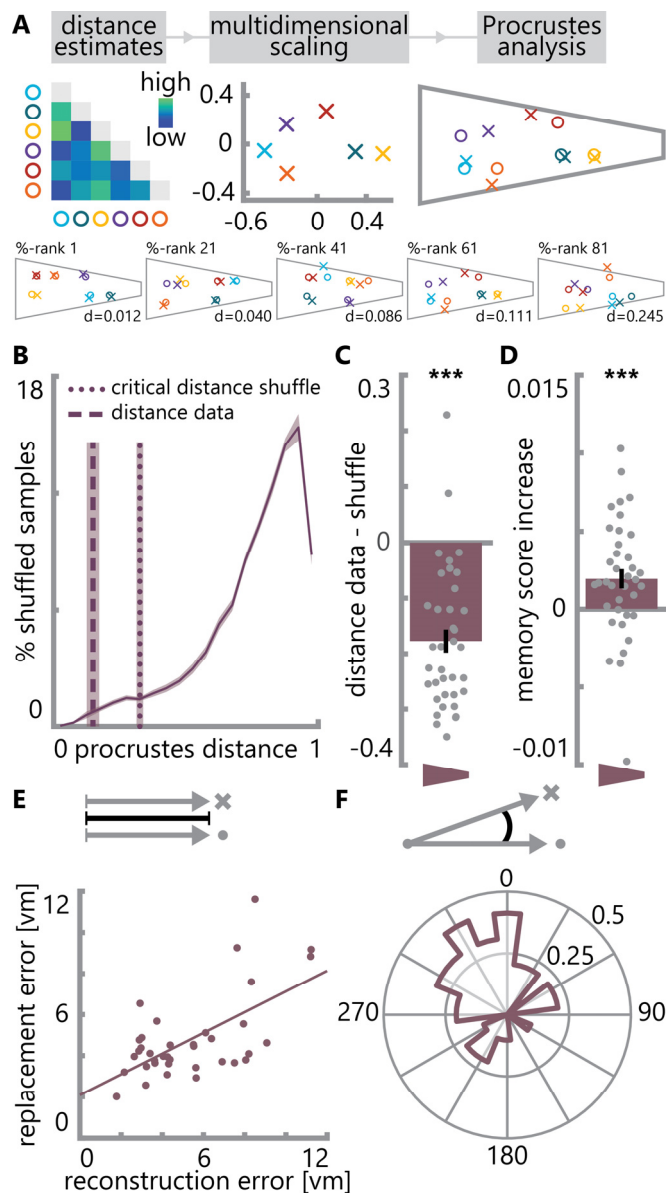 A
distance estimates
multidimensional scaling
Procrustes analysis
high
low
0.4
0
-0.4
-0.6
0
0.4
%-rank 1
%-rank 21
%-rank 41
%-rank 61
%-rank 81
d=0.012
d=0.040
d=0.086
d=0.111
d=0.245
B
18
critical distance shuffle
distance data
% shuffled samples
0
0 procrustes distance 1
C
***
0.3
0
-0.4
distance data - shuffle
D
***
0.015
0
-0.01
memory score increase
E
12
6
0
replacement error [vm]
0
6
12
reconstruction error [vm]
F
0
0.5
0.25
270
90
180